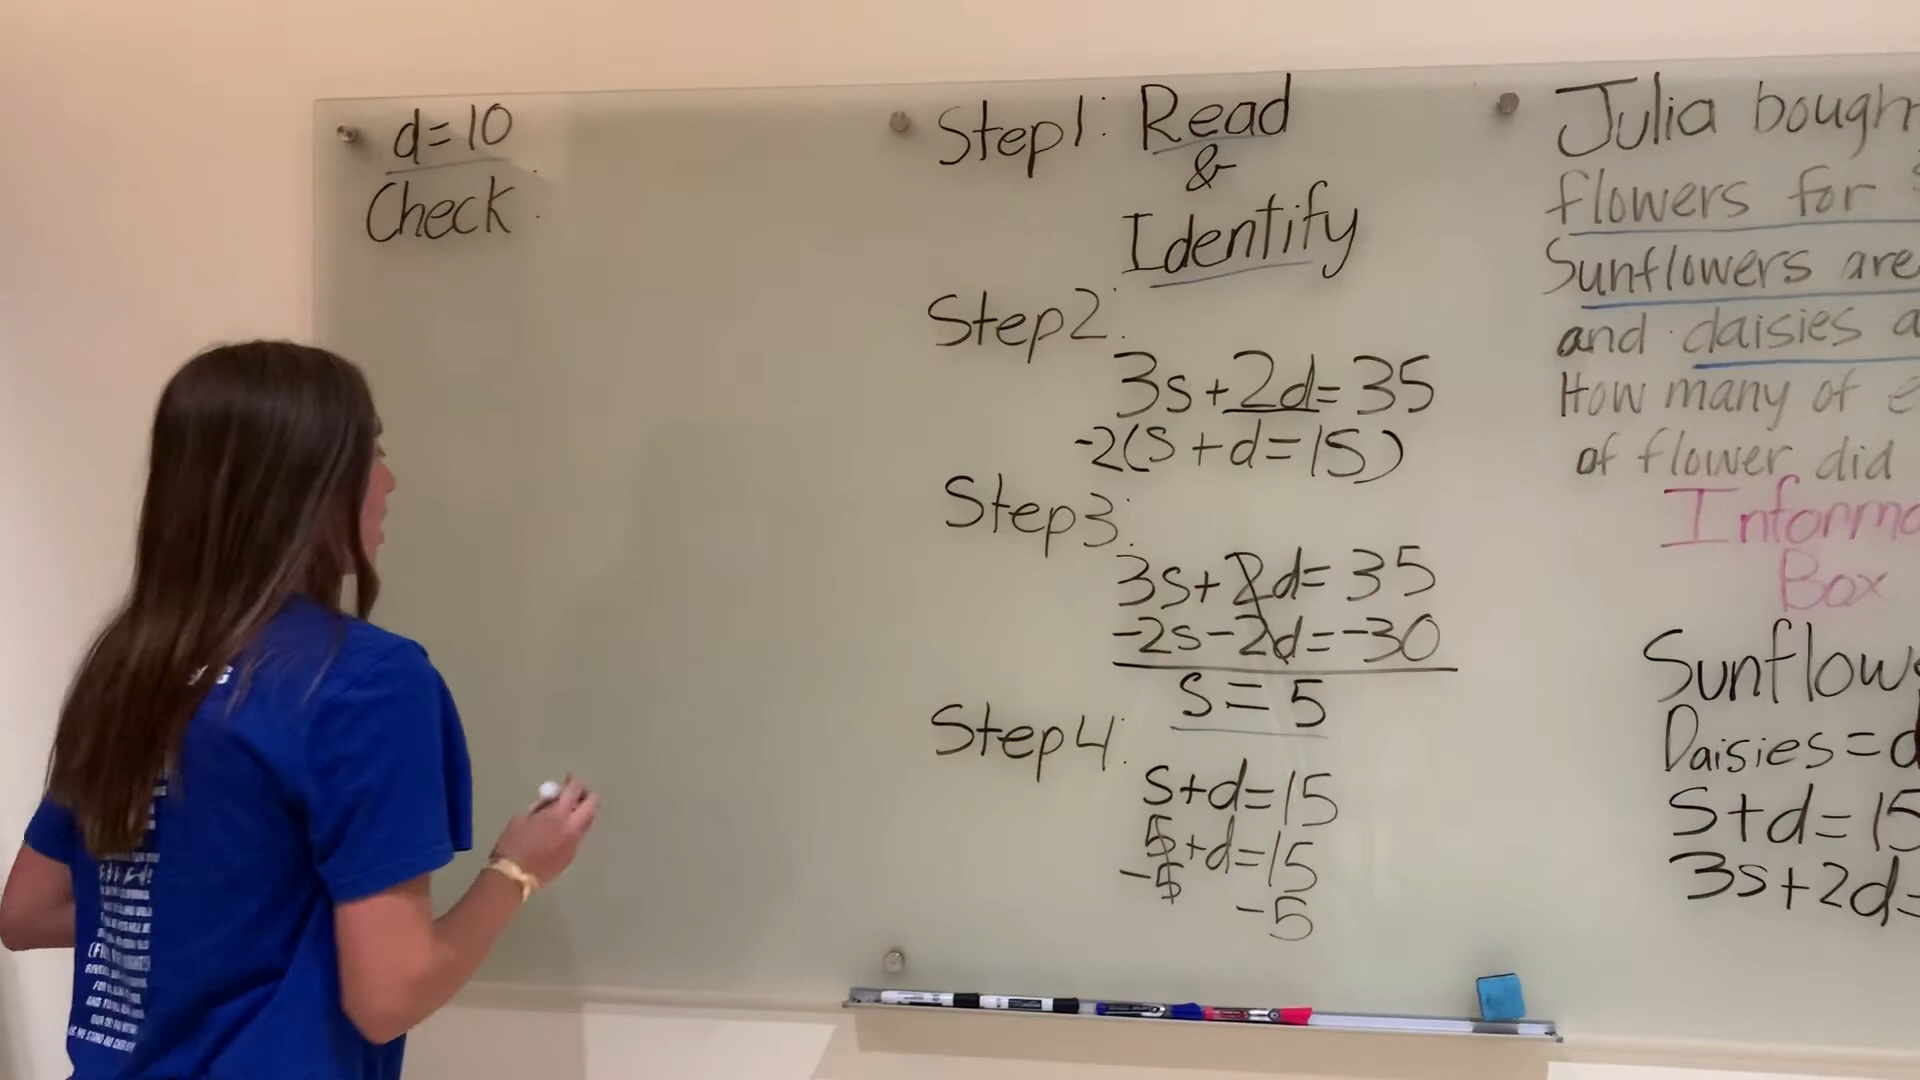 d=10
Check
Step1: Read
&
Identify
Step2:
3s+2d=35
-2(s+d=15)
Step3:
3s+2d=35
-2s-2d=-30
s=5
Step4:
s+d=15
5+d=15
-5
-5
Julia bough
flowers for
Sunflowers are
and daisies a
How many of e
of flower did
Informa
Box
Sunflow
Daisies=d
s+d=15
3s+2d=